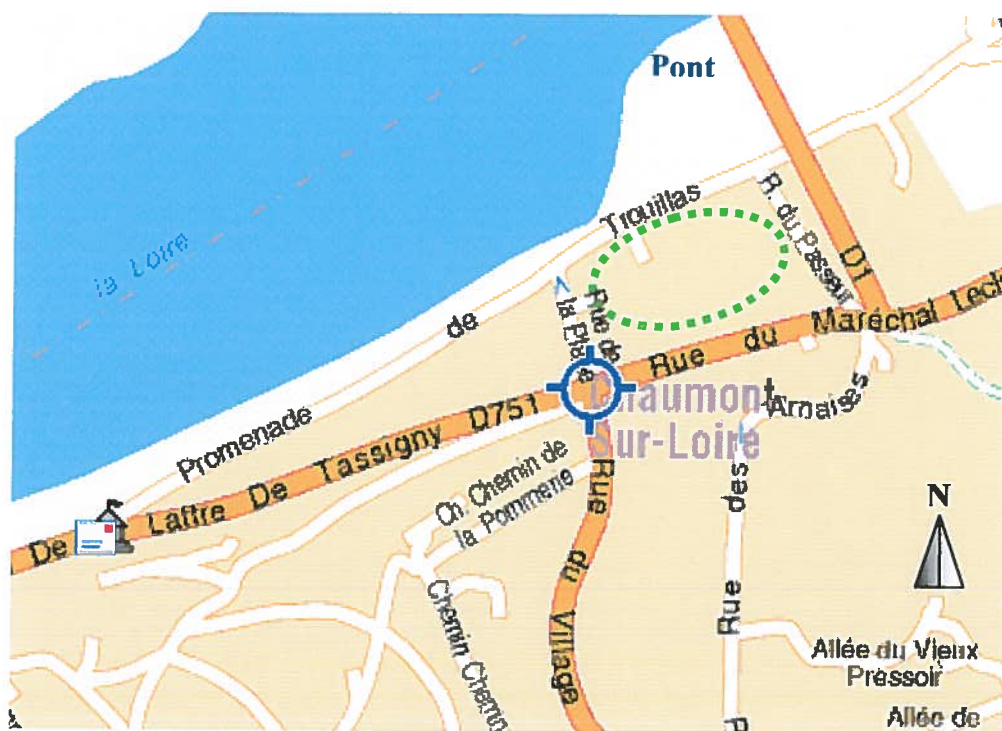 Pont
la Loire
Promenade de Trouillas
R. du Passeur
D1
Rue de
la Plage
De Lattre De Tassigny D751
Rue du Maréchal Lecl
Chaumont
Sur-Loire
Rue des Arnaises
Ch. Chemin de
la Pommerie
Rue du Village
Chemin Chemin
N
Allée du Vieux
Pressoir
Allée de